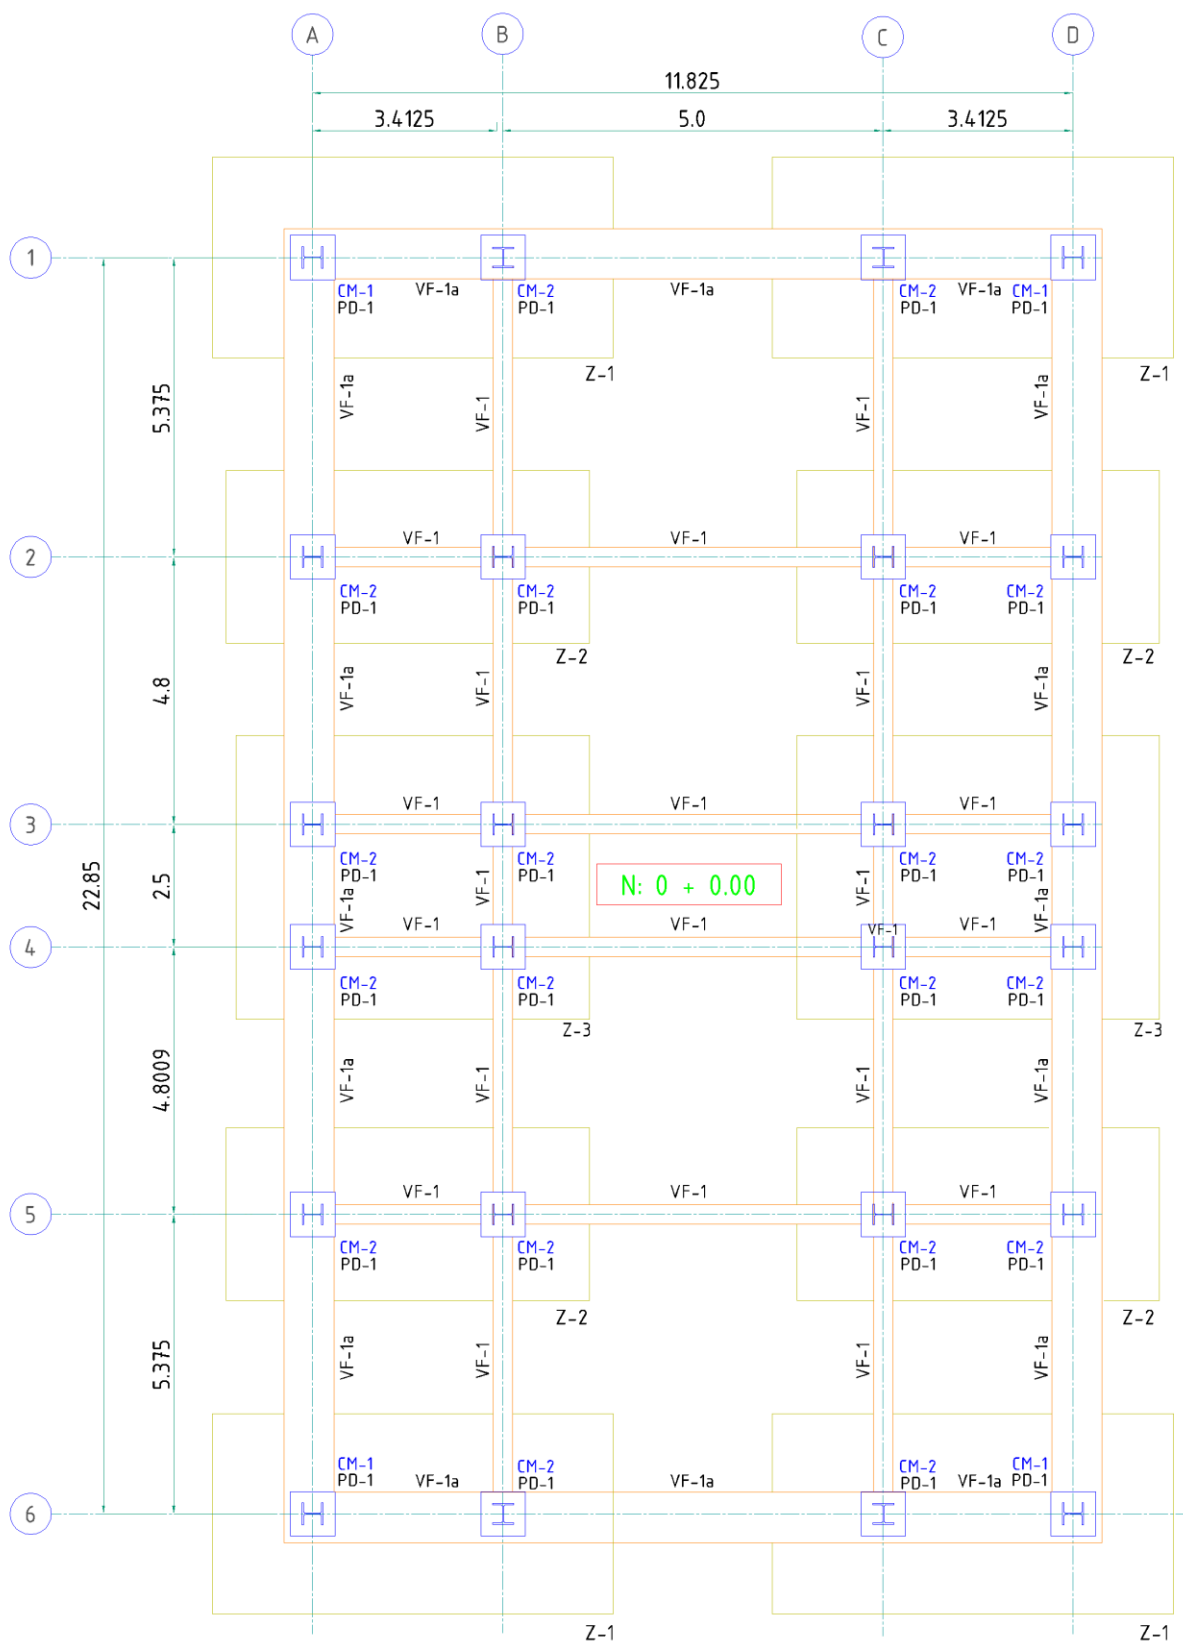 A
B
C
D
11.825
3.4125
5.0
3.4125
1
CM-1
PD-1
VF-1a
CM-2
PD-1
VF-1a
CM-2
PD-1
VF-1a
CM-1
PD-1
Z-1
Z-1
5.375
VF-1a
VF-1
VF-1
VF-1a
2
VF-1
VF-1
VF-1
CM-2
PD-1
CM-2
PD-1
CM-2
PD-1
CM-2
PD-1
Z-2
Z-2
4.8
VF-1a
VF-1
VF-1
VF-1a
3
VF-1
VF-1
VF-1
CM-2
PD-1
CM-2
PD-1
CM-2
PD-1
CM-2
PD-1
22.85
2.5
VF-1a
VF-1
N: 0 + 0.00
VF-1
VF-1a
4
VF-1
VF-1
VF-1
VF-1
CM-2
PD-1
CM-2
PD-1
CM-2
PD-1
CM-2
PD-1
Z-3
Z-3
4.8009
VF-1a
VF-1
VF-1
VF-1a
5
VF-1
VF-1
VF-1
CM-2
PD-1
CM-2
PD-1
CM-2
PD-1
CM-2
PD-1
Z-2
Z-2
5.375
VF-1a
VF-1
VF-1
VF-1a
CM-1
PD-1
VF-1a
CM-2
PD-1
VF-1a
CM-2
PD-1
VF-1a
CM-1
PD-1
6
Z-1
Z-1